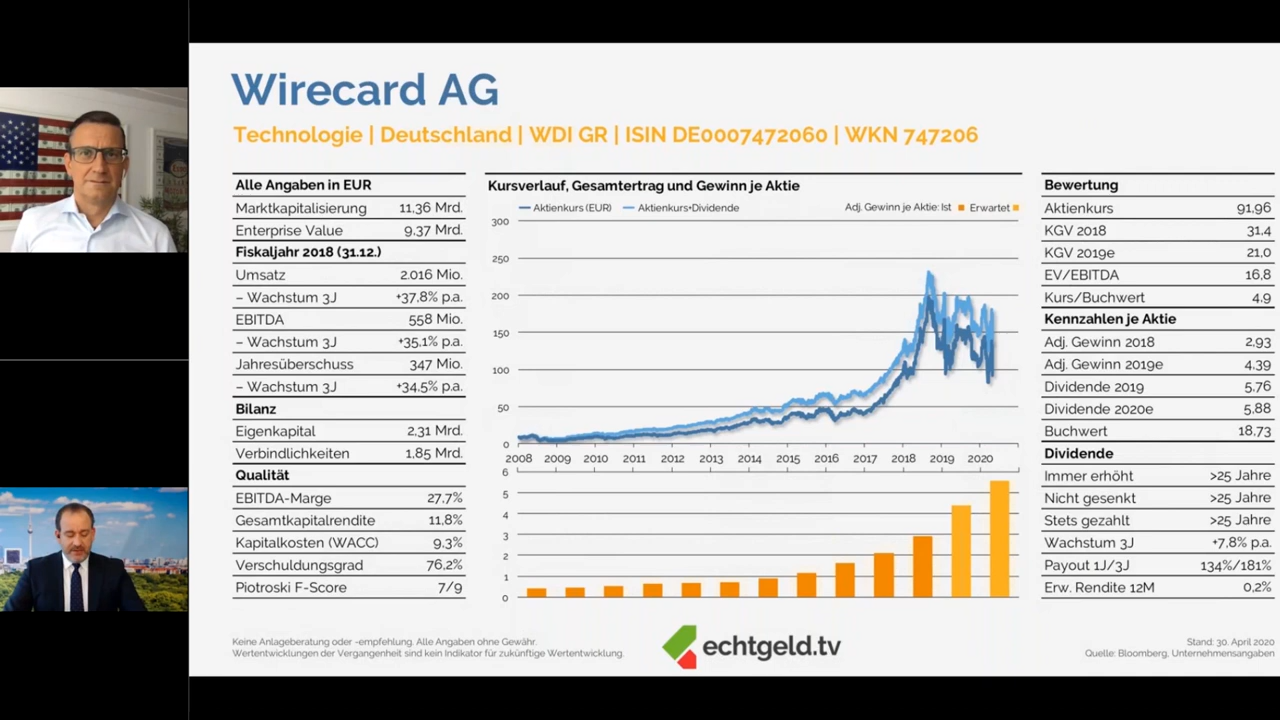 Wirecard AG
Technologie | Deutschland | WDI GR | ISIN DE0007472060 | WKN 747206
Alle Angaben in EUR
Marktkapitalisierung 11,36 Mrd.
Enterprise Value 9,37 Mrd.
Fiskaljahr 2018 (31.12.)
Umsatz 2.016 Mio.
– Wachstum 3J +37,8% p.a.
EBITDA 558 Mio.
– Wachstum 3J +35,1% p.a.
Jahresüberschuss 347 Mio.
– Wachstum 3J +34,5% p.a.
Bilanz
Eigenkapital 2,31 Mrd.
Verbindlichkeiten 1,85 Mrd.
Qualität
EBITDA-Marge 27,7%
Gesamtkapitalrendite 11,8%
Kapitalkosten (WACC) 9,3%
Verschuldungsgrad 76,2%
Piotroski F-Score 7/9
Kursverlauf, Gesamtertrag und Gewinn je Aktie
Aktienkurs (EUR) Aktienkurs+Dividende Adj. Gewinn je Aktie: Ist Erwartet
300
250
200
150
100
50
0
2008 2009 2010 2011 2012 2013 2014 2015 2016 2017 2018 2019 2020
6
5
4
3
2
1
0
Bewertung
Aktienkurs 91,96
KGV 2018 31,4
KGV 2019e 21,0
EV/EBITDA 16,8
Kurs/Buchwert 4,9
Kennzahlen je Aktie
Adj. Gewinn 2018 2,93
Adj. Gewinn 2019e 4,39
Dividende 2019 5,76
Dividende 2020e 5,88
Buchwert 18,73
Dividende
Immer erhöht >25 Jahre
Nicht gesenkt >25 Jahre
Stets gezahlt >25 Jahre
Wachstum 3J +7,8% p.a.
Payout 1J/3J 134%/181%
Erw. Rendite 12M 0,2%
Keine Anlageberatung oder -empfehlung. Alle Angaben ohne Gewähr.
Wertentwicklungen der Vergangenheit sind kein Indikator für zukünftige Wertentwicklung.
echtgeld.tv
Stand: 30. April 2020
Quelle: Bloomberg, Unternehmensangaben